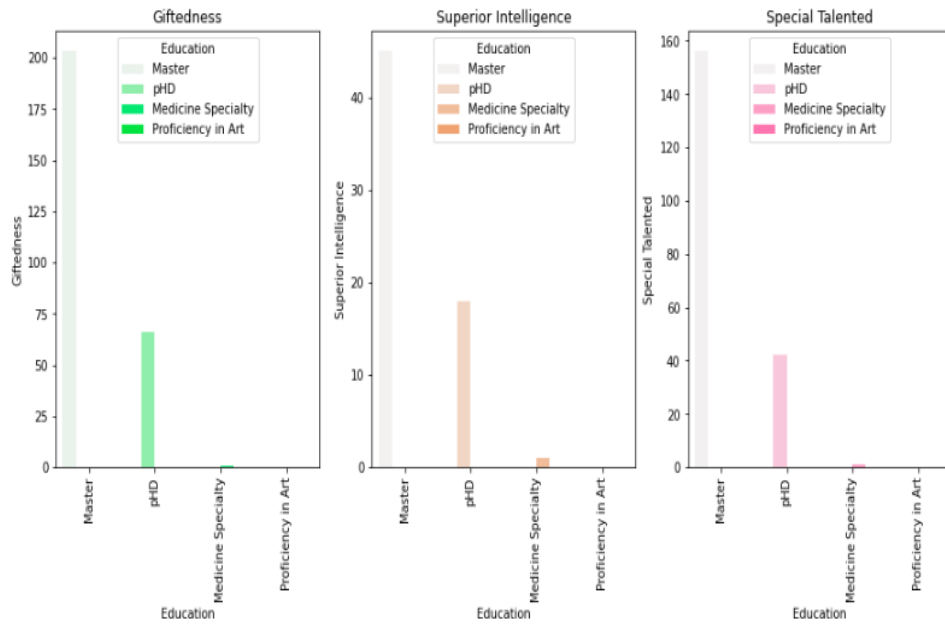 Giftedness
Education
Master
pHD
Medicine Specialty
Proficiency in Art
200
175
150
125
100
75
50
25
0
Giftedness
Master
pHD
Medicine Specialty
Proficiency in Art
Education
Superior Intelligence
Education
Master
pHD
Medicine Specialty
Proficiency in Art
40
30
20
10
0
Superior Intelligence
Master
pHD
Medicine Specialty
Proficiency in Art
Education
Special Talented
Education
Master
pHD
Medicine Specialty
Proficiency in Art
160
140
120
100
80
60
40
20
0
Special Talented
Master
pHD
Medicine Specialty
Proficiency in Art
Education